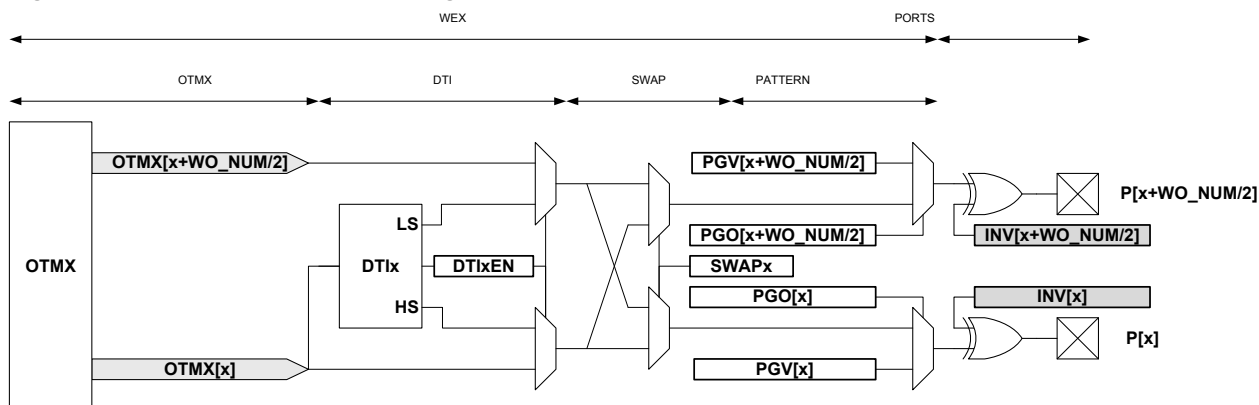 WEX PORTS
OTMX DTI SWAP PATTERN
OTMX[x+WO_NUM/2] PGV[x+WO_NUM/2]
P[x+WO_NUM/2]
LS
PGO[x+WO_NUM/2] INV[x+WO_NUM/2]
OTMX DTIx DTIxEN SWAPx
HS PGO[x] INV[x]
P[x]
OTMX[x] PGV[x]